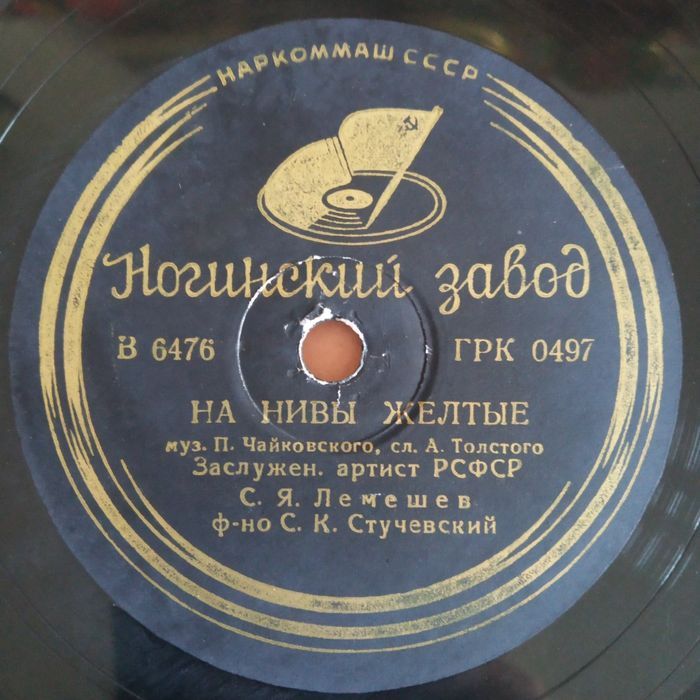 НАРКОММАШ СССР
Ногинский завод
В 6476 ГРК 0497
НА НИВЫ ЖЕЛТЫЕ
муз. П. Чайковского, сл. А. Толстого
Заслужен. артист РСФСР
С. Я. Лемешев
ф-но С. К. Стучевский